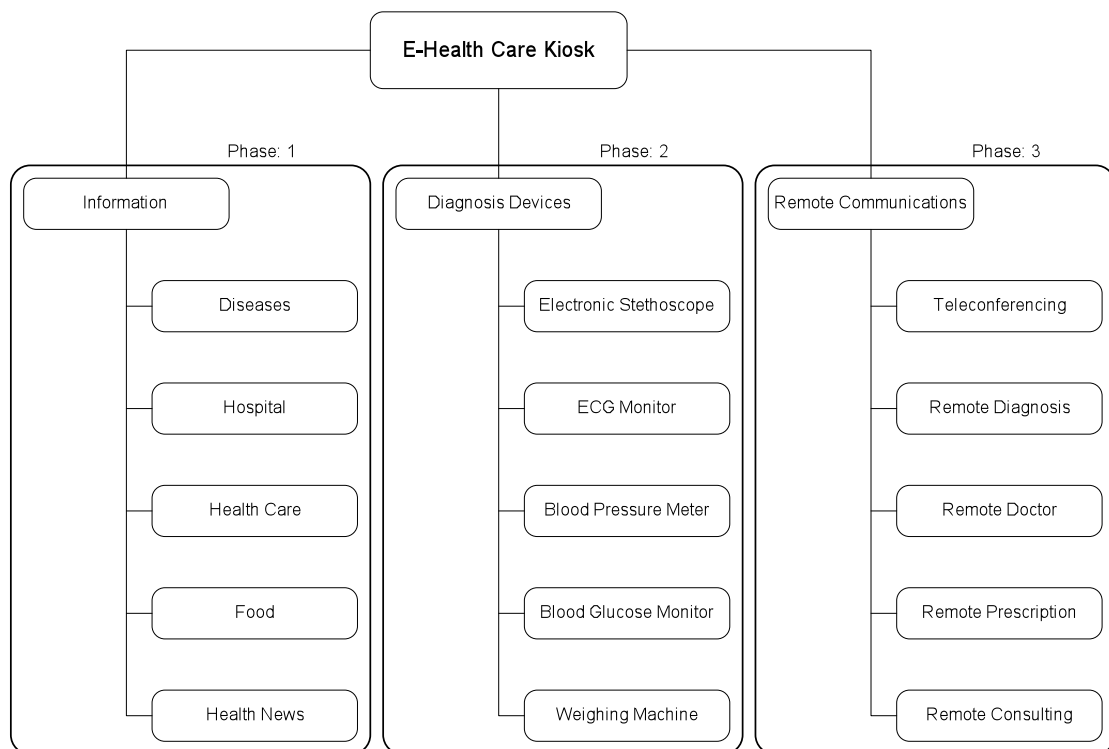 E-Health Care Kiosk
Phase: 1
Information
Diseases
Hospital
Health Care
Food
Health News
Phase: 2
Diagnosis Devices
Electronic Stethoscope
ECG Monitor
Blood Pressure Meter
Blood Glucose Monitor
Weighing Machine
Phase: 3
Remote Communications
Teleconferencing
Remote Diagnosis
Remote Doctor
Remote Prescription
Remote Consulting